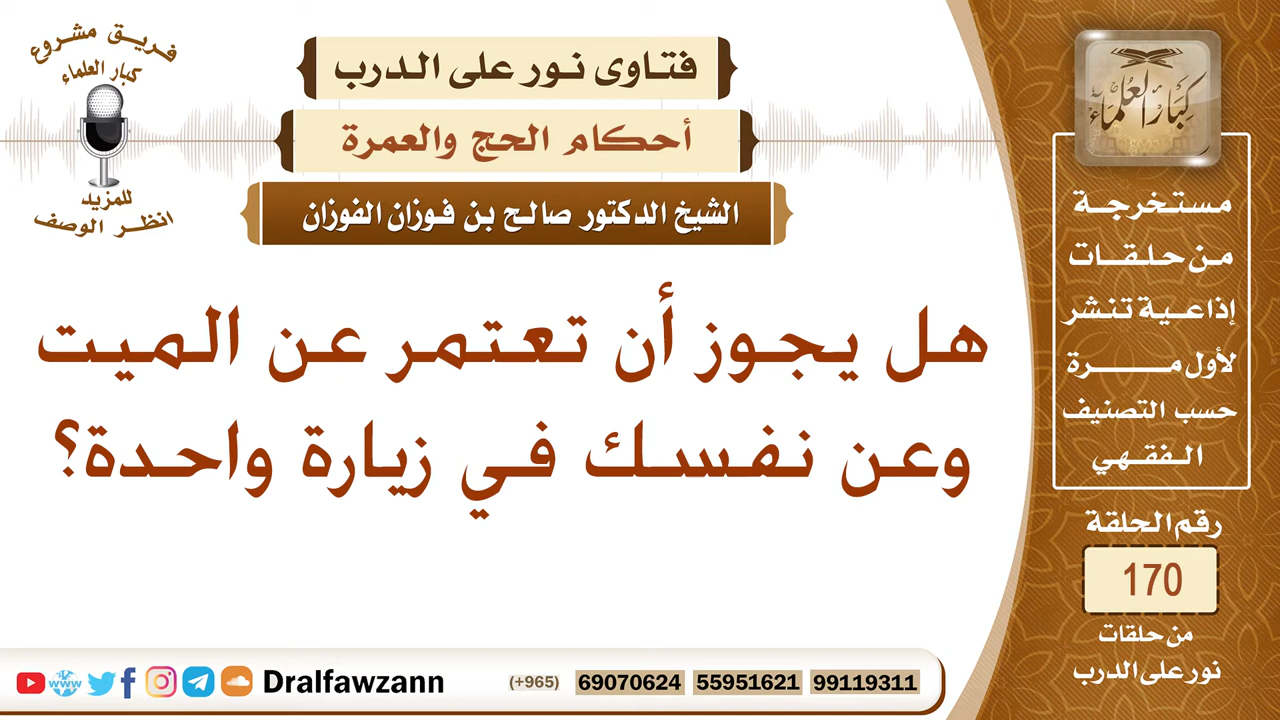 فريق مشروع
كبار العلماء
للمزيد
انظر الوصف
فتاوى نور على الدرب
أحكام الحج والعمرة
الشيخ الدكتور صالح بن فوزان الفوزان
هل يجوز أن تعتمر عن الميت
وعن نفسك في زيارة واحدة؟
كبار العلماء
مستخرجة
من حلقات
إذاعية تنشر
لأول مرة
حسب التصنيف
الفقهي
رقم الحلقة
170
من حلقات
نور على الدرب
www
Dralfawzann
(+965) 69070624 55951621 99119311